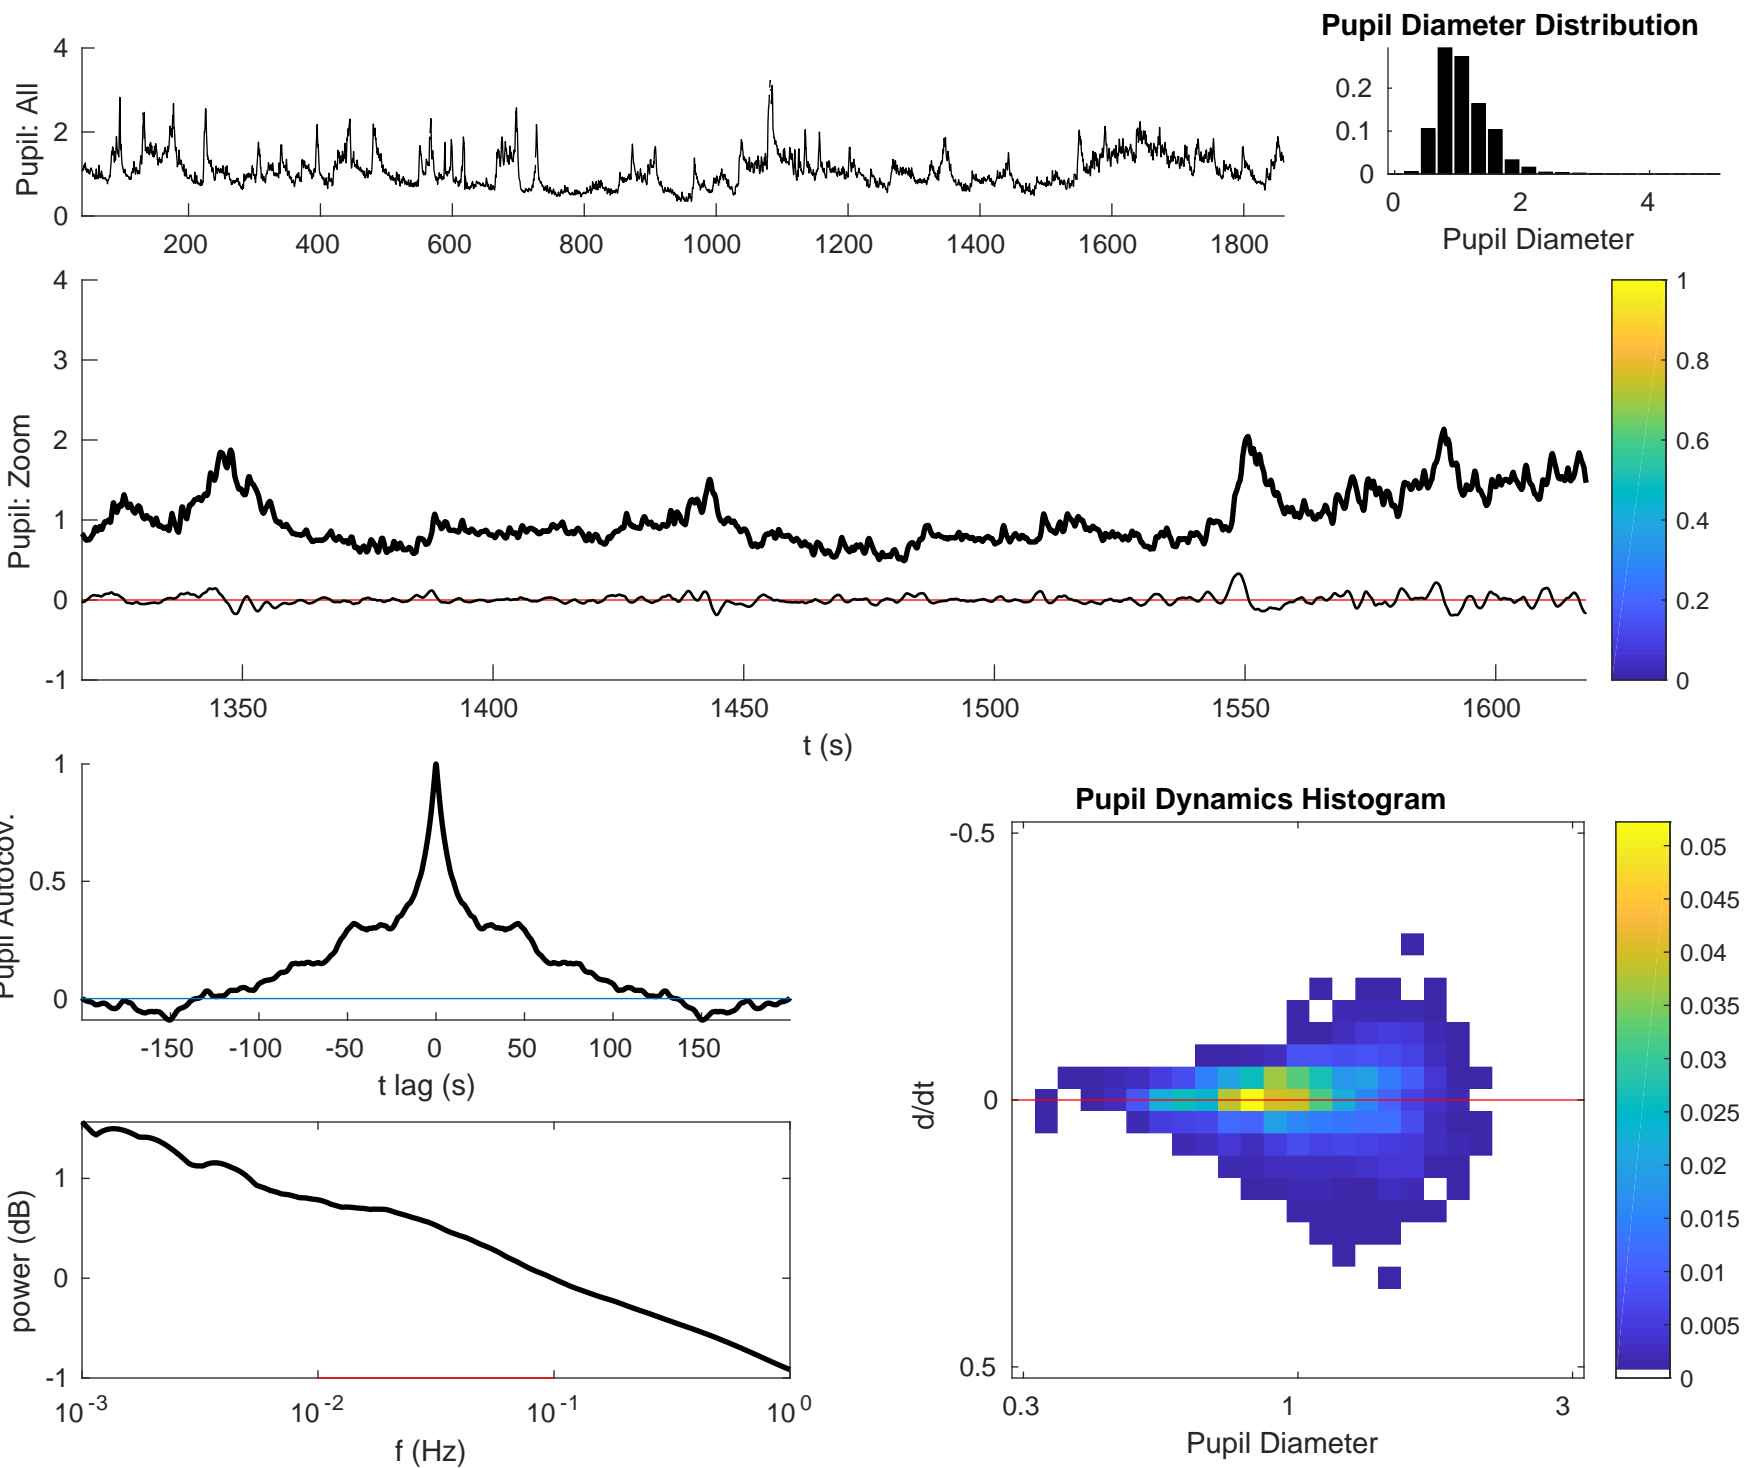 Pupil Diameter Distribution
Pupil: All
4
2
0
200 400 600 800 1000 1200 1400 1600 1800
0.2
0.1
0
0 2 4
Pupil Diameter
Pupil: Zoom
4
3
2
1
0
-1
1350 1400 1450 1500 1550 1600
t (s)
1
0.8
0.6
0.4
0.2
0
Pupil Autocov.
1
0.5
0
-150 -100 -50 0 50 100 150
t lag (s)
power (dB)
1
0
-1
10^-3 10^-2 10^-1 10^0
f (Hz)
Pupil Dynamics Histogram
d/dt
-0.5
0
0.5
0.3 1 3
Pupil Diameter
0.05
0.045
0.04
0.035
0.03
0.025
0.02
0.015
0.01
0.005
0